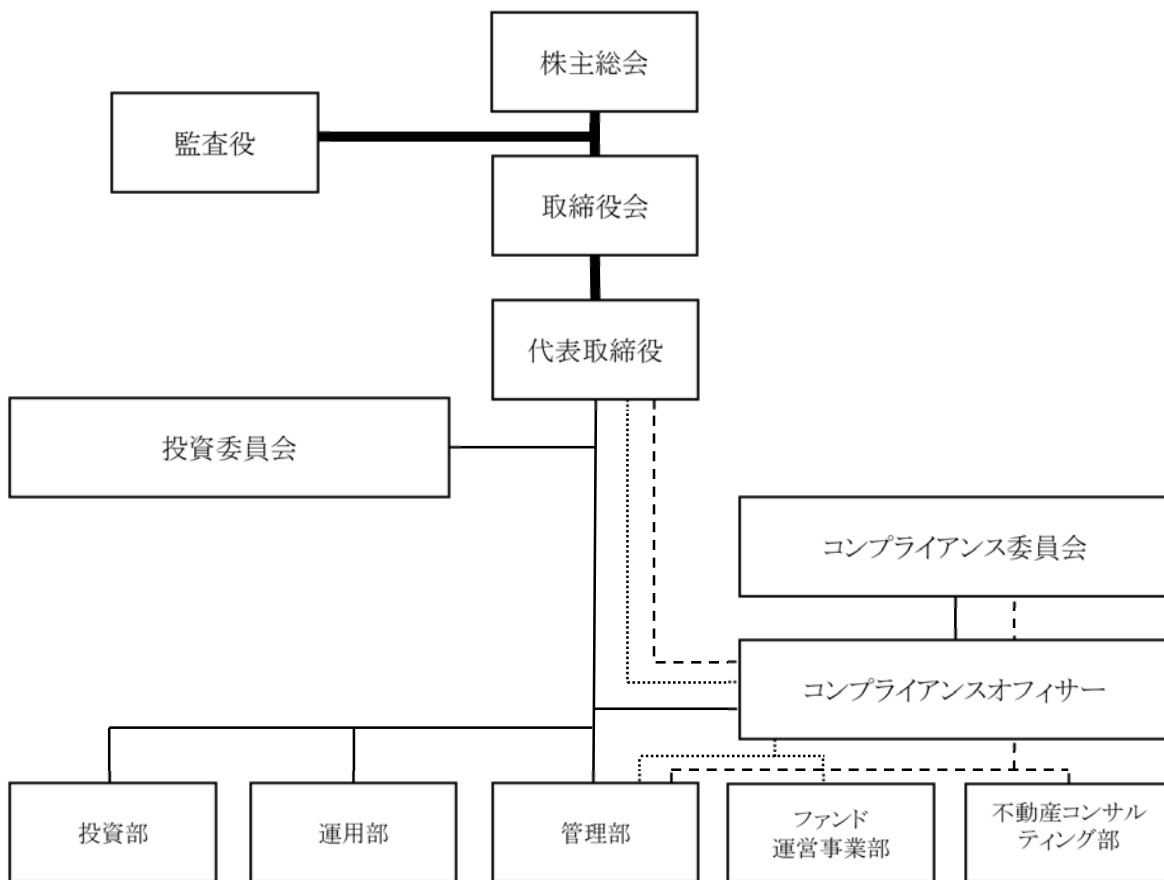 株主総会
監査役
取締役会
代表取締役
投資委員会
コンプライアンス委員会
コンプライアンスオフィサー
投資部
運用部
管理部
ファンド
運営事業部
不動産コンサル
ティング部